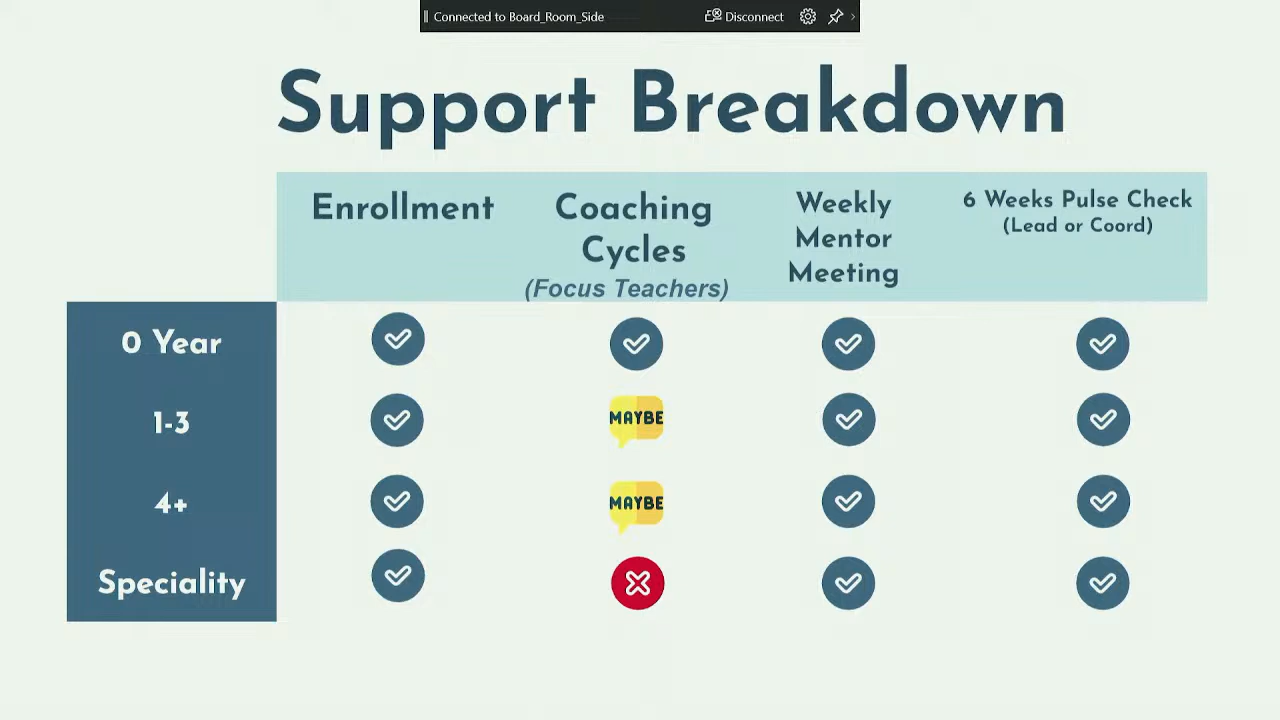 Connected to Board_Room_Side Disconnect
Support Breakdown
Enrollment
Coaching
Cycles
(Focus Teachers)
Weekly
Mentor
Meeting
6 Weeks Pulse Check
(Lead or Coord)
0 Year
1-3
MAYBE
4+
MAYBE
Speciality